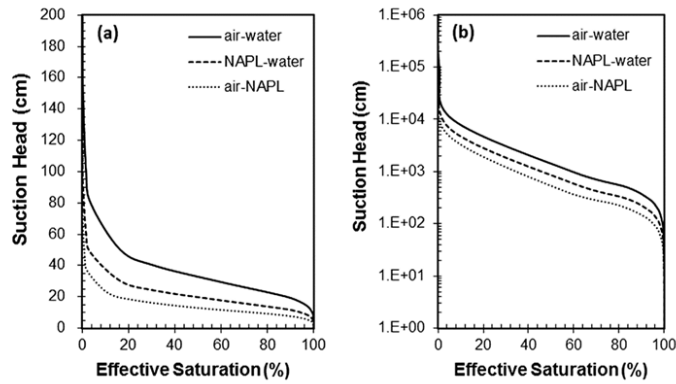 (a)
Suction Head (cm)
200
180
160
140
120
100
80
60
40
20
0
air-water
NAPL-water
air-NAPL
0 20 40 60 80 100
Effective Saturation (%)
(b)
Suction Head (cm)
1.E+06
1.E+05
1.E+04
1.E+03
1.E+02
1.E+01
1.E+00
air-water
NAPL-water
air-NAPL
0 20 40 60 80 100
Effective Saturation (%)